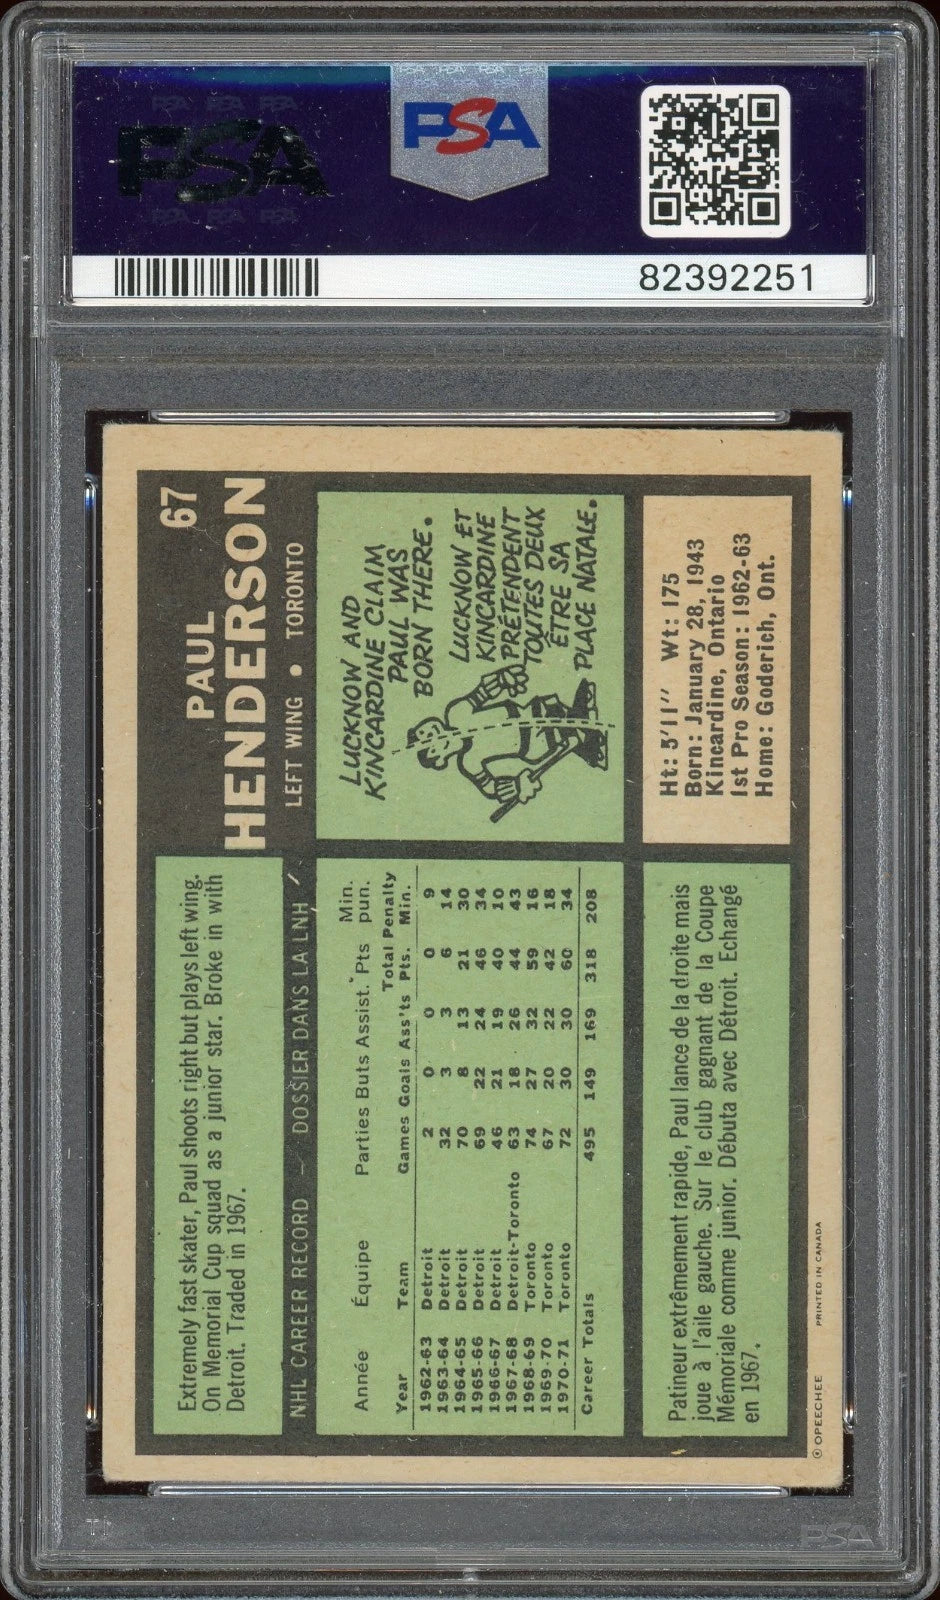 PSA
PSA
82392251
67
PAUL
HENDERSON
LEFT WING • TORONTO
Extremely fast skater, Paul shoots right but plays left wing.
On Memorial Cup squad as a junior star. Broke in with
Detroit. Traded in 1967.
LUCKNOW AND
KINCARDINE CLAIM
PAUL WAS
BORN THERE.
LUCKNOW ET
KINCARDINE
PRÉTENDENT
TOUTES DEUX
ÊTRE SA
PLACE NATALE.
NHL CAREER RECORD — DOSSIER DANS LA LNH
Année Équipe Parties Buts Assist. Pts Min. pun.
Year Team Games Goals Ass'ts Total Pts. Penalty Min.
1962-63 Detroit 2 0 0 0 9
1963-64 Detroit 32 3 3 6 14
1964-65 Detroit 70 8 13 21 30
1965-66 Detroit 69 22 24 46 34
1966-67 Detroit 46 21 19 40 10
1967-68 Detroit-Toronto 63 18 26 44 43
1968-69 Toronto 74 27 32 59 16
1969-70 Toronto 67 20 22 42 18
1970-71 Toronto 72 30 30 60 34
Career Totals 495 149 169 318 208
Ht: 5'11" Wt: 175
Born: January 28, 1943
Kincardine, Ontario
1st Pro Season: 1962-63
Home: Goderich, Ont.
Patineur extrêmement rapide, Paul lance de la droite mais
joue à l'aile gauche. Sur le club gagnant de la Coupe
Mémoriale comme junior. Débuta avec Détroit. Echangé
en 1967.
© OPEECHEE PRINTED IN CANADA
PSA